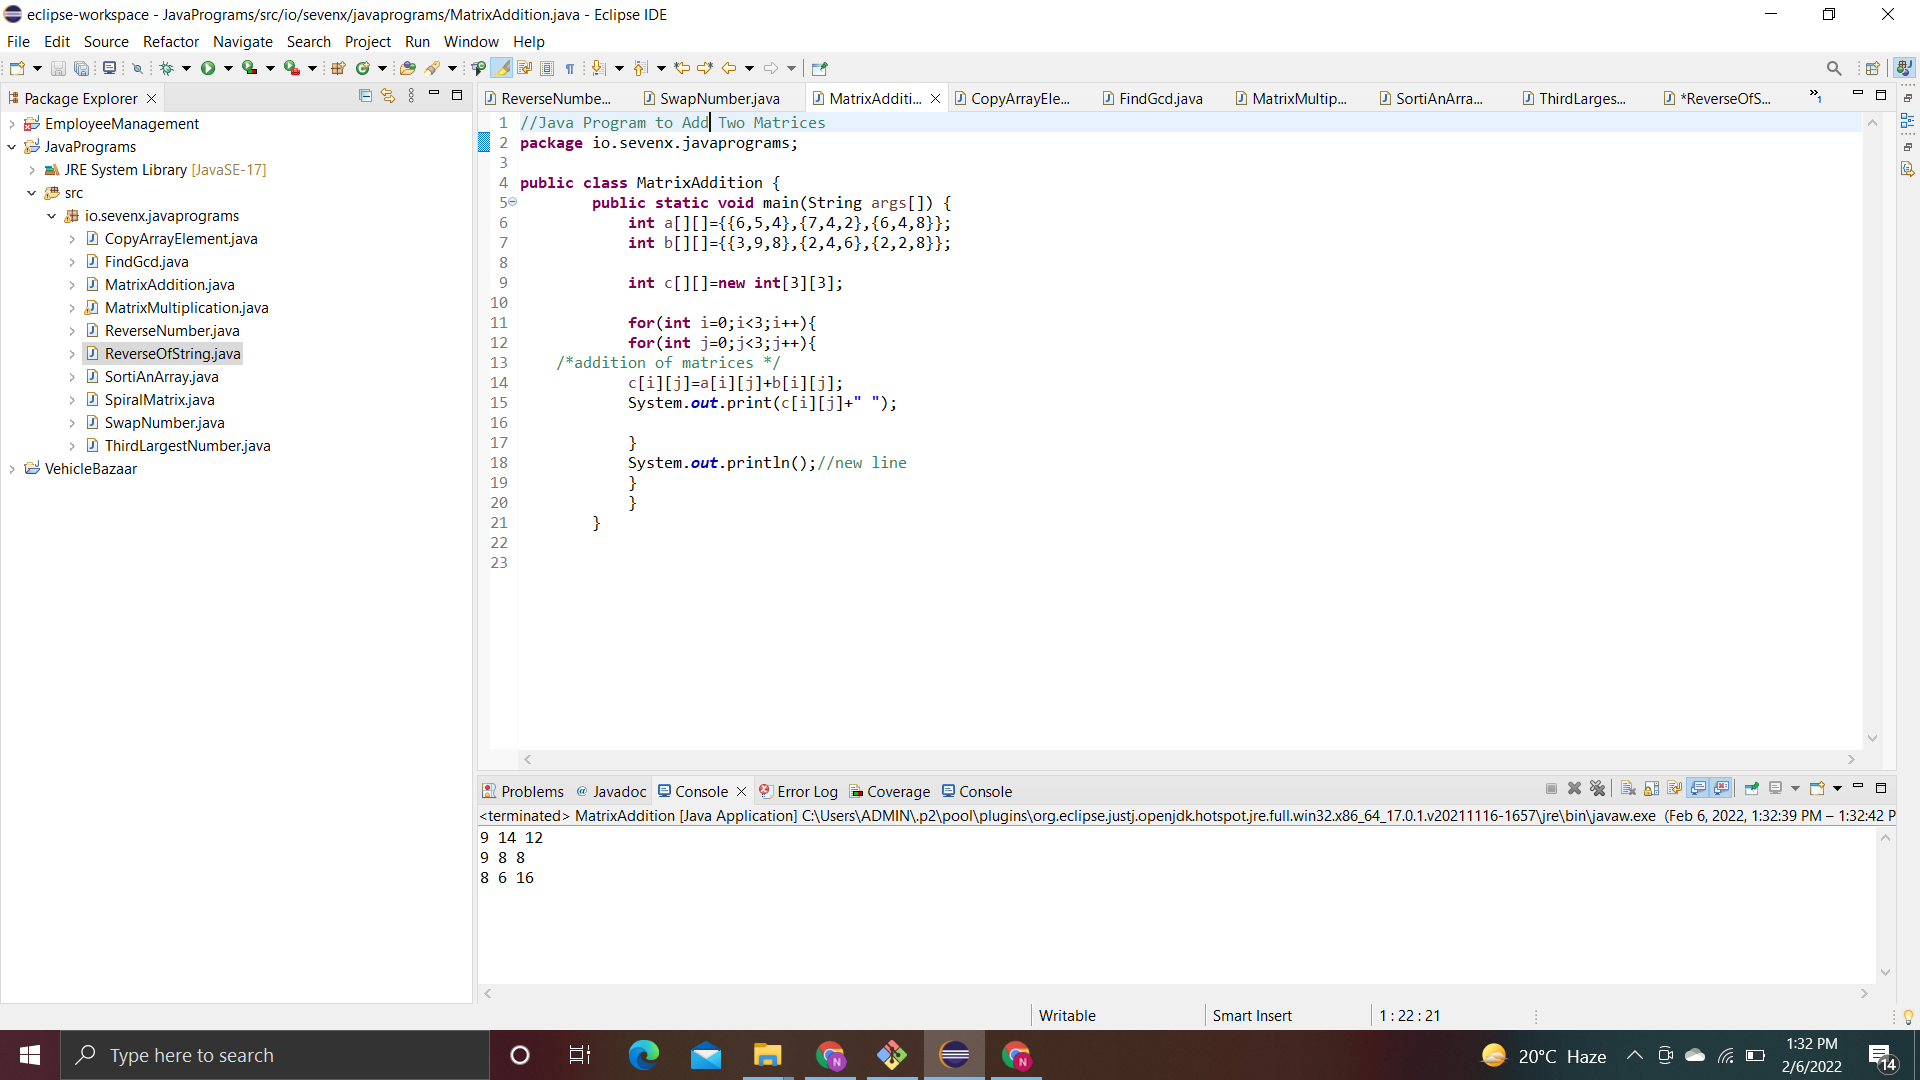 eclipse-workspace - JavaPrograms/src/io/sevenx/javaprograms/MatrixAddition.java - Eclipse IDE
File Edit Source Refactor Navigate Search Project Run Window Help
Package Explorer
EmployeeManagement
JavaPrograms
JRE System Library [JavaSE-17]
src
io.sevenx.javaprograms
CopyArrayElement.java
FindGcd.java
MatrixAddition.java
MatrixMultiplication.java
ReverseNumber.java
ReverseOfString.java
SortiAnArray.java
SpiralMatrix.java
SwapNumber.java
ThirdLargestNumber.java
VehicleBazaar
ReverseNumbe... SwapNumber.java MatrixAdditi... CopyArrayEle... FindGcd.java MatrixMultip... SortiAnArra... ThirdLarges... *ReverseOfS... »1
1 //Java Program to Add Two Matrices
2 package io.sevenx.javaprograms;
3
4 public class MatrixAddition {
5 public static void main(String args[]) {
6 int a[][]={{6,5,4},{7,4,2},{6,4,8}};
7 int b[][]={{3,9,8},{2,4,6},{2,2,8}};
8
9 int c[][]=new int[3][3];
10
11 for(int i=0;i<3;i++){
12 for(int j=0;j<3;j++){
13 /*addition of matrices */
14 c[i][j]=a[i][j]+b[i][j];
15 System.out.print(c[i][j]+" ");
16
17 }
18 System.out.println();//new line
19 }
20 }
21 }
22
23
Problems Javadoc Console Error Log Coverage Console
<terminated> MatrixAddition [Java Application] C:\Users\ADMIN\.p2\pool\plugins\org.eclipse.justj.openjdk.hotspot.jre.full.win32.x86_64_17.0.1.v20211116-1657\jre\bin\javaw.exe (Feb 6, 2022, 1:32:39 PM – 1:32:42 P
9 14 12
9 8 8
8 6 16
Writable Smart Insert 1 : 22 : 21
Type here to search
20°C Haze
1:32 PM
2/6/2022
14